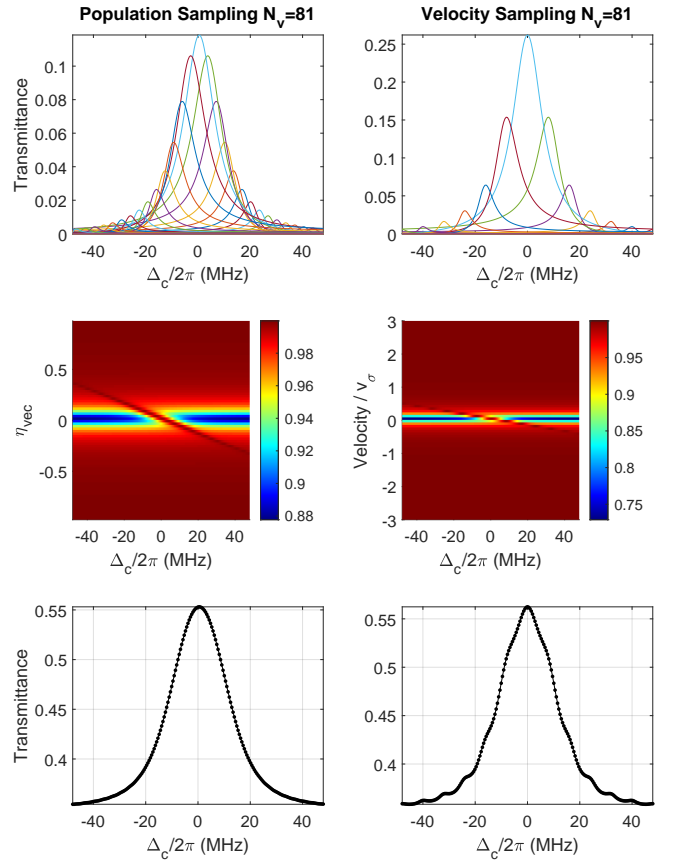 Population Sampling N_v=81
Velocity Sampling N_v=81
Transmittance
0.1
0.08
0.06
0.04
0.02
0
-40 -20 0 20 40
Δ_c/2π (MHz)
0.25
0.2
0.15
0.1
0.05
0
-40 -20 0 20 40
Δ_c/2π (MHz)
η_vec
0.5
0
-0.5
-40 -20 0 20 40
Δ_c/2π (MHz)
0.98
0.96
0.94
0.92
0.9
0.88
Velocity / v_σ
3
2
1
0
-1
-2
-3
-40 -20 0 20 40
Δ_c/2π (MHz)
0.95
0.9
0.85
0.8
0.75
Transmittance
0.55
0.5
0.45
0.4
-40 -20 0 20 40
Δ_c/2π (MHz)
0.55
0.5
0.45
0.4
-40 -20 0 20 40
Δ_c/2π (MHz)